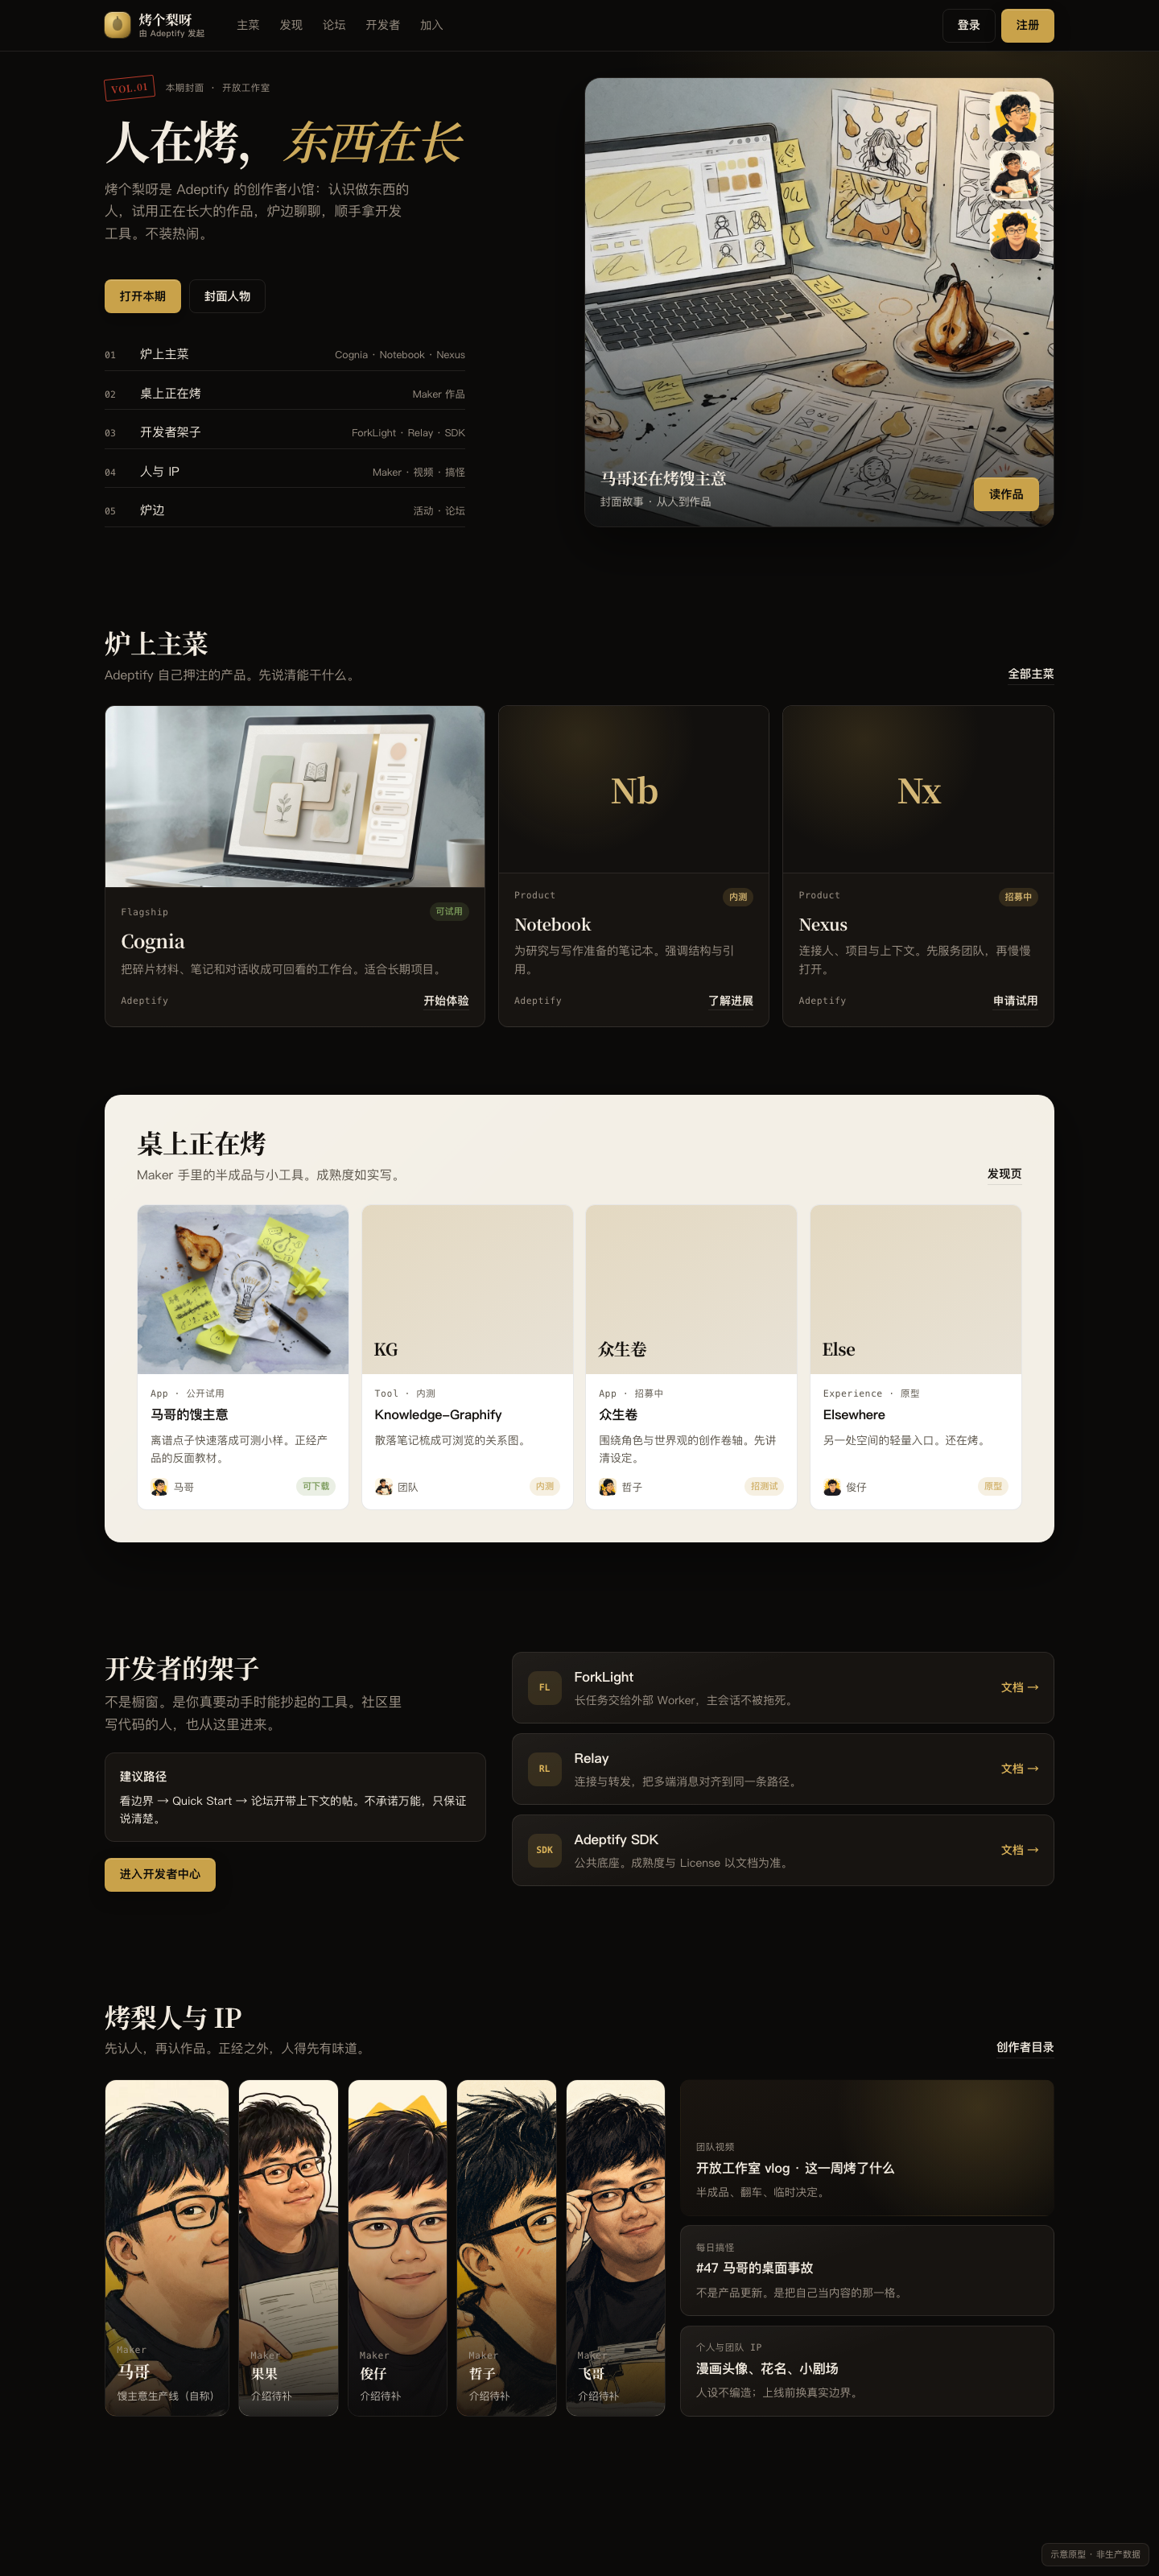 烤个梨呀
由 Adeptify 发起
主菜
发现
论坛
开发者
加入
登录
注册
VOL.01
本期封面 · 开放工作室
人在烤，东西在长
烤个梨呀是 Adeptify 的创作者小馆：认识做东西的
人，试用正在长大的作品，炉边聊聊，顺手拿开发
工具。不装热闹。
打开本期
封面人物
01 炉上主菜 Cognia · Notebook · Nexus
02 桌上正在烤 Maker 作品
03 开发者架子 ForkLight · Relay · SDK
04 人与 IP Maker · 视频 · 搞怪
05 炉边 活动 · 论坛
马哥还在烤馊主意
封面故事 · 从人到作品
读作品
炉上主菜
Adeptify 自己押注的产品。先说清能干什么。
全部主菜
Flagship
可试用
Cognia
把碎片材料、笔记和对话收成可回看的工作台。适合长期项目。
Adeptify
开始体验
Nb
Product
内测
Notebook
为研究与写作准备的笔记本。强调结构与引
用。
Adeptify
了解进展
Nx
Product
招募中
Nexus
连接人、项目与上下文。先服务团队，再慢慢
打开。
Adeptify
申请试用
桌上正在烤
Maker 手里的半成品与小工具。成熟度如实写。
发现页
App · 公开试用
马哥的馊主意
离谱点子快速落成可测小样。正经产
品的反面教材。
马哥
可下载
KG
Tool · 内测
Knowledge-Graphify
散落笔记梳成可浏览的关系图。
团队
内测
众生卷
App · 招募中
众生卷
围绕角色与世界观的创作卷轴。先讲
清设定。
哲子
招测试
Else
Experience · 原型
Elsewhere
另一处空间的轻量入口。还在烤。
俊仔
原型
开发者的架子
不是橱窗。是你真要动手时能抄起的工具。社区里
写代码的人，也从这里进来。
建议路径
看边界 → Quick Start → 论坛开带上下文的帖。不承诺万能，只保证
说清楚。
进入开发者中心
FL
ForkLight
长任务交给外部 Worker，主会话不被拖死。
文档 →
RL
Relay
连接与转发，把多端消息对齐到同一条路径。
文档 →
SDK
Adeptify SDK
公共底座。成熟度与 License 以文档为准。
文档 →
烤梨人与 IP
先认人，再认作品。正经之外，人得先有味道。
创作者目录
Maker
马哥
馊主意生产线（自称）
Maker
果果
介绍待补
Maker
俊仔
介绍待补
Maker
哲子
介绍待补
Maker
飞哥
介绍待补
团队视频
开放工作室 vlog · 这一周烤了什么
半成品、翻车、临时决定。
每日搞怪
#47 马哥的桌面事故
不是产品更新。是把自己当内容的那一格。
个人与团队 IP
漫画头像、花名、小剧场
人设不编造；上线前换真实边界。
示意原型 · 非生产数据